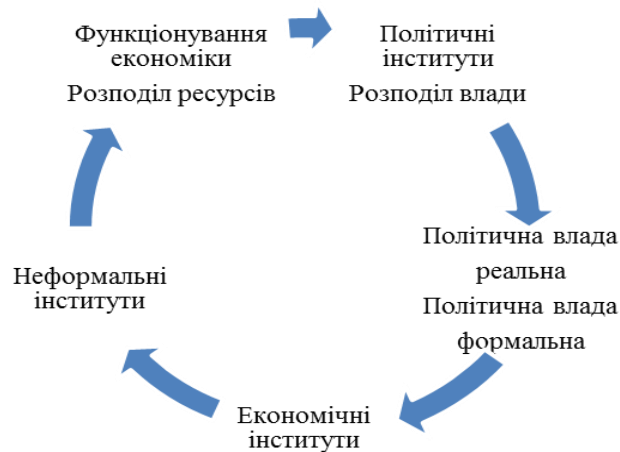 Функціонування
економіки
Розподіл ресурсів
Політичні
інститути
Розподіл влади
Політична влада
реальна
Політична влада
формальна
Економічні
інститути
Неформальні
інститути